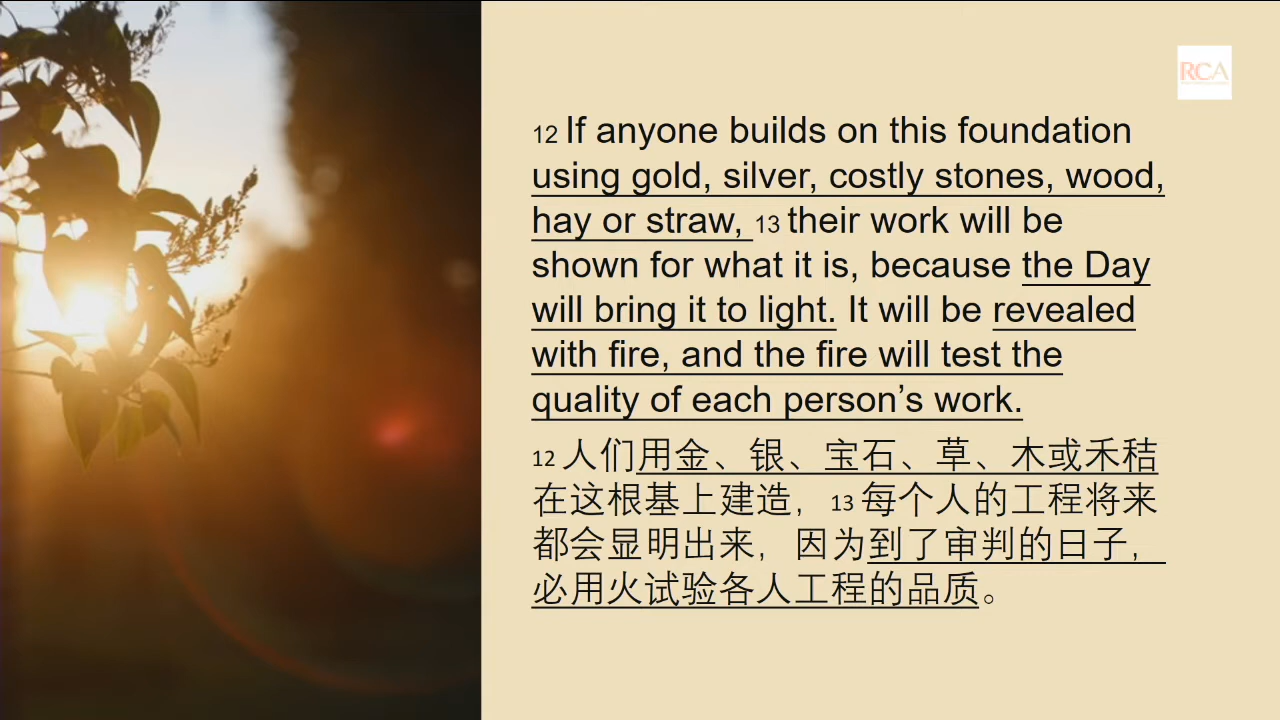 RCA
12 If anyone builds on this foundation
using gold, silver, costly stones, wood,
hay or straw, 13 their work will be
shown for what it is, because the Day
will bring it to light. It will be revealed
with fire, and the fire will test the
quality of each person’s work.
12 人们用金、银、宝石、草、木或禾秸
在这根基上建造，13 每个人的工程将来
都会显明出来，因为到了审判的日子，
必用火试验各人工程的品质。